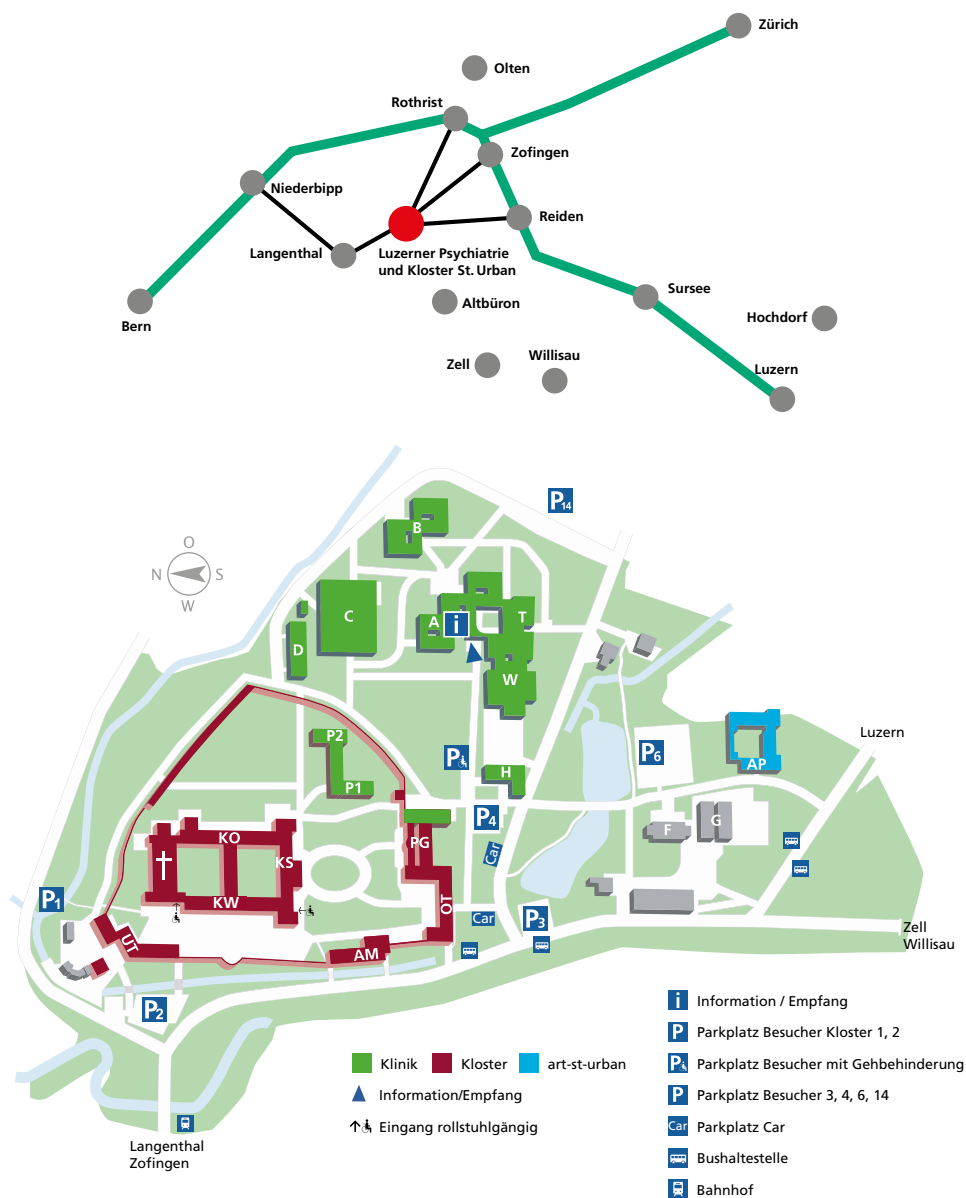 Zürich
Olten
Rothrist
Zofingen
Niederbipp
Reiden
Langenthal
Luzerner Psychiatrie
und Kloster St. Urban
Sursee
Altbüron
Hochdorf
Bern
Willisau
Zell
Luzern
P14
B
O
N
S
W
C
A
i
T
D
W
P2
P
P6
AP
Luzern
H
P1
P4
F
G
KO
PG
Car
KS
P1
KW
OT
Car
P3
UT
AM
Zell
Willisau
P2
i Information / Empfang
P Parkplatz Besucher Kloster 1, 2
Klinik
Kloster
art-st-urban
P Parkplatz Besucher mit Gehbehinderung
Information/Empfang
P Parkplatz Besucher 3, 4, 6, 14
Eingang rollstuhlgängig
Car Parkplatz Car
Langenthal
Zofingen
Bushaltestelle
Bahnhof